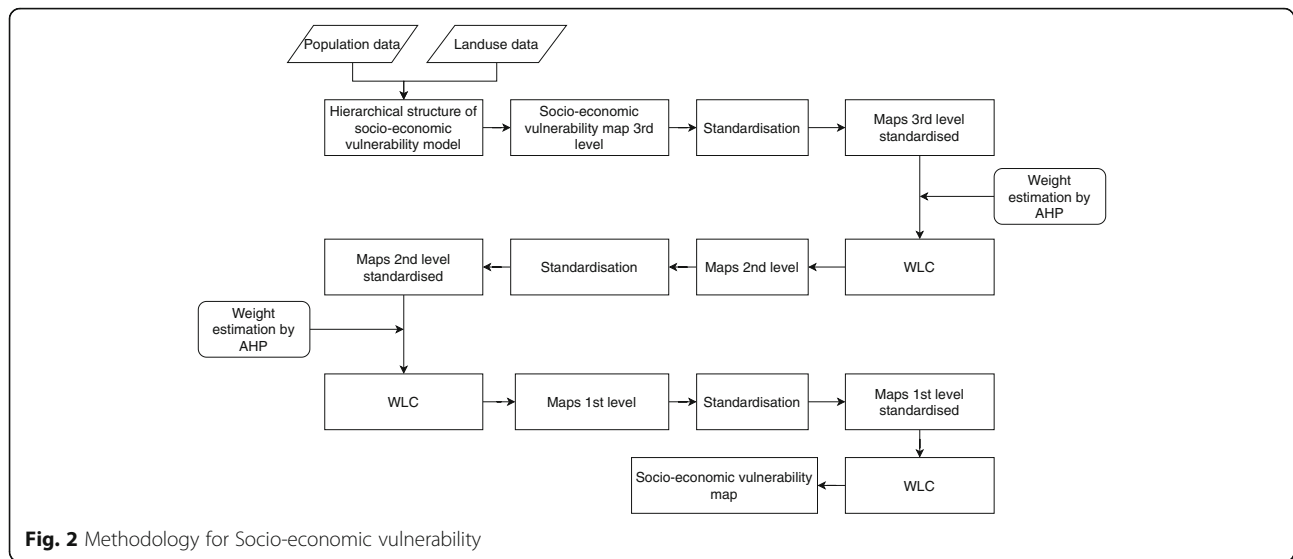 Population data
Landuse data
Hierarchical structure of
socio-economic
vulnerability model
Socio-economic
vulnerability map 3rd
level
Standardisation
Maps 3rd level
standardised
Weight
estimation by
AHP
Maps 2nd level
standardised
Standardisation
Maps 2nd level
WLC
Weight
estimation by
AHP
WLC
Maps 1st level
Standardisation
Maps 1st level
standardised
Socio-economic vulnerability
map
WLC
Fig. 2 Methodology for Socio-economic vulnerability